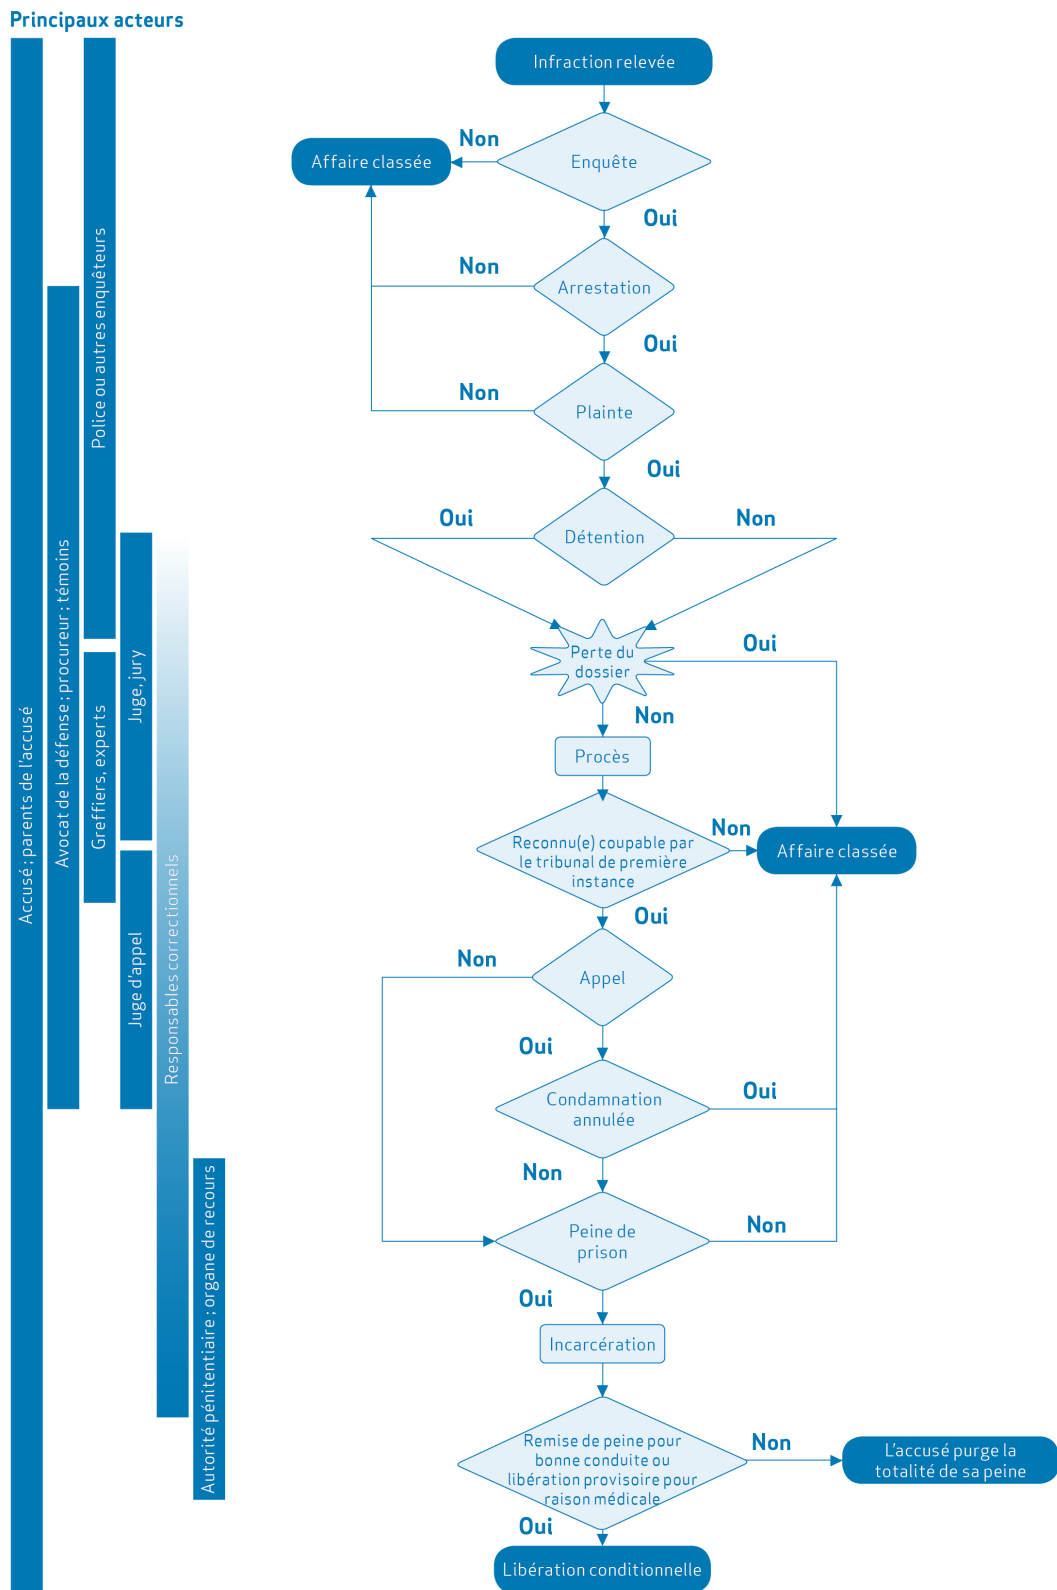 Principaux acteurs
Accusé ; parents de l'accusé
Avocat de la défense ; procureur ; témoins
Police ou autres enquêteurs
Greffiers, experts
Juge, jury
Juge d'appel
Responsables correctionnels
Autorité pénitentiaire ; organe de recours
Infraction relevée
Non
Affaire classée
Enquête
Oui
Non
Arrestation
Oui
Non
Plainte
Oui
Oui
Non
Détention
Perte du
dossier
Oui
Non
Procès
Reconnu(e) coupable par
le tribunal de première
instance
Non
Affaire classée
Oui
Non
Appel
Oui
Condamnation
annulée
Oui
Non
Peine de
prison
Non
Oui
Incarcération
Remise de peine pour
bonne conduite ou
libération provisoire pour
raison médicale
Non
L'accusé purge la
totalité de sa peine
Oui
Libération conditionnelle